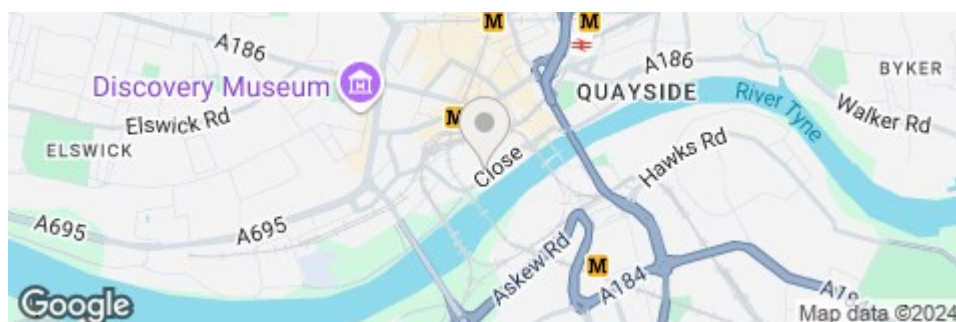 M
M
A186
A186
BYKER
Discovery Museum
QUAYSIDE
River Tyne
Elswick Rd
M
Walker Rd
ELSWICK
Close
Hawks Rd
A695
A695
Askew Rd
M
A184
A184
Google
Map data ©2024